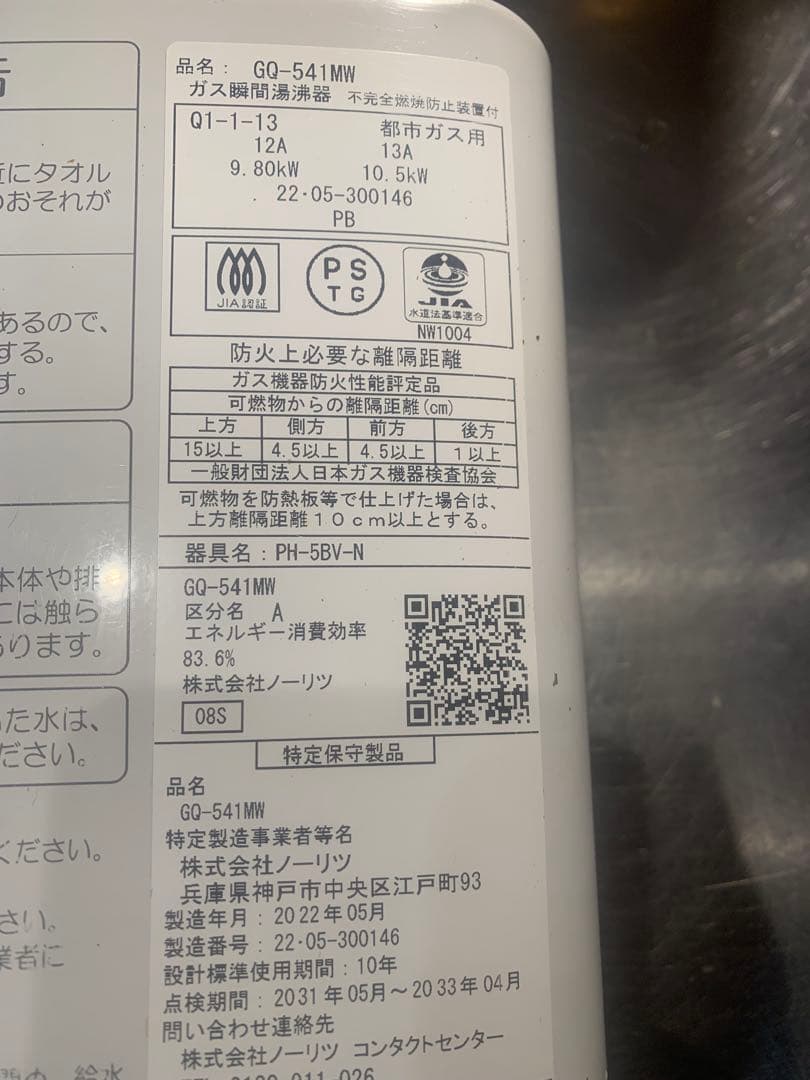 品名： GQ-541MW
ガス瞬間湯沸器 不完全燃焼防止装置付
Q1-1-13 都市ガス用
12A 13A
9.80kW 10.5kW
22・05-300146
PB
JIA認証
PS
TG
JIA
水道法基準適合
NW1004
防火上必要な離隔距離
ガス機器防火性能評定品
可燃物からの離隔距離(cm)
上方 側方 前方 後方
15以上 4.5以上 4.5以上 1以上
一般財団法人日本ガス機器検査協会
可燃物を防熱板等で仕上げた場合は、
上方離隔距離10cm以上とする。
器具名：PH-5BV-N
GQ-541MW
区分名 A
エネルギー消費効率
83.6%
株式会社ノーリツ
08S
特定保守製品
品名
GQ-541MW
特定製造事業者等名
株式会社ノーリツ
兵庫県神戸市中央区江戸町93
製造年月：2022年05月
製造番号：22・05-300146
設計標準使用期間：10年
点検期間：2031年05月～2033年04月
問い合わせ連絡先
株式会社ノーリツ コンタクトセンター
にタオル
おそれが
あるので、
する。
す。
本体や排
には触ら
ります。
た水は、
ださい。
ください。
さい。
業者に
給水